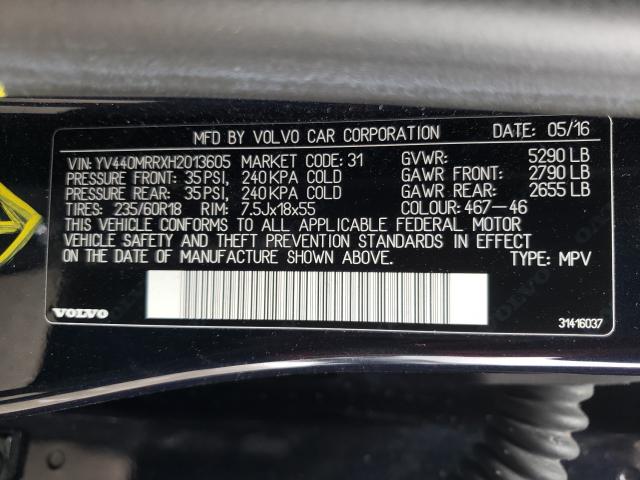 MFD BY VOLVO CAR CORPORATION DATE: 05/16
VIN: YV440MRRXH2013605 MARKET CODE: 31 GVWR: 5290 LB
PRESSURE FRONT: 35PSI, 240KPA COLD GAWR FRONT: 2790 LB
PRESSURE REAR: 35PSI, 240 KPA COLD GAWR REAR: 2655 LB
TIRES: 235/60R18 RIM: 7.5Jx18x55 COLOUR: 467-46
THIS VEHICLE CONFORMS TO ALL APPLICABLE FEDERAL MOTOR
VEHICLE SAFETY AND THEFT PREVENTION STANDARDS IN EFFECT
ON THE DATE OF MANUFACTURE SHOWN ABOVE. TYPE: MPV
VOLVO
31416037